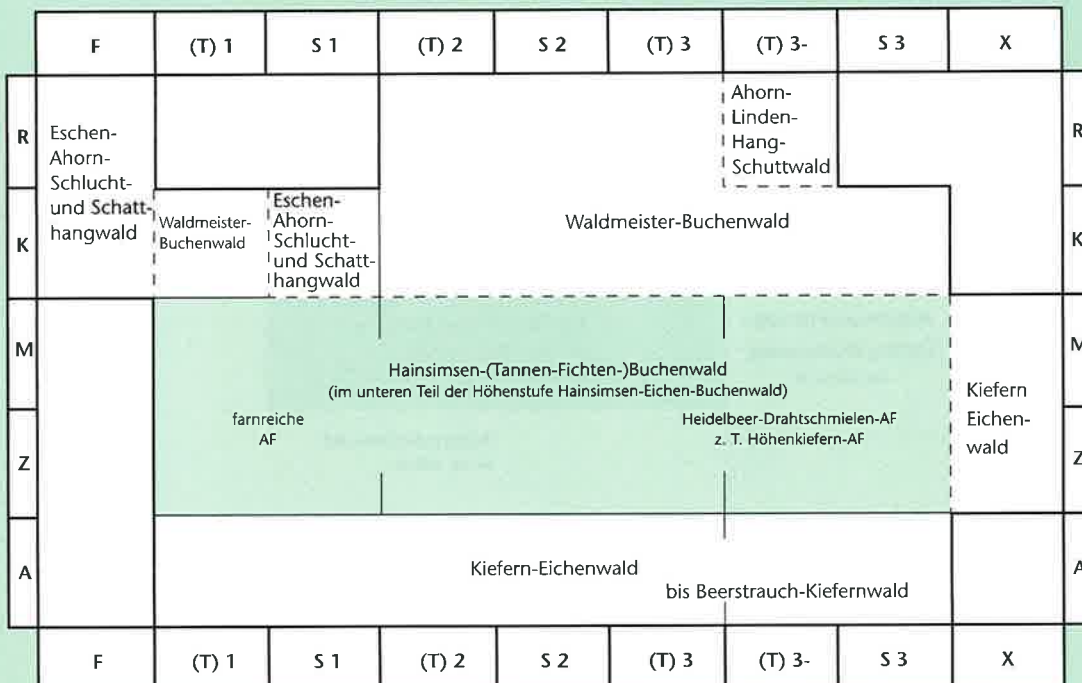 F (T) 1 S 1 (T) 2 S 2 (T) 3 (T) 3- S 3 X
R
Eschen-
Ahorn-
Schlucht-
und Schatt-
hangwald
Ahorn-
Linden-
Hang-
Schuttwald
R
K
Waldmeister-
Buchenwald
Eschen-
Ahorn-
Schlucht-
und Schatt-
hangwald
Waldmeister-Buchenwald
K
M
Hainsimsen-(Tannen-Fichten-)Buchenwald
(im unteren Teil der Höhenstufe Hainsimsen-Eichen-Buchenwald)
M
Kiefern
Eichen-
wald
Z
farnreiche
AF
Heidelbeer-Drahtschmielen-AF
z. T. Höhenkiefern-AF
Z
A
Kiefern-Eichenwald
bis Beerstrauch-Kiefernwald
A
F (T) 1 S 1 (T) 2 S 2 (T) 3 (T) 3- S 3 X